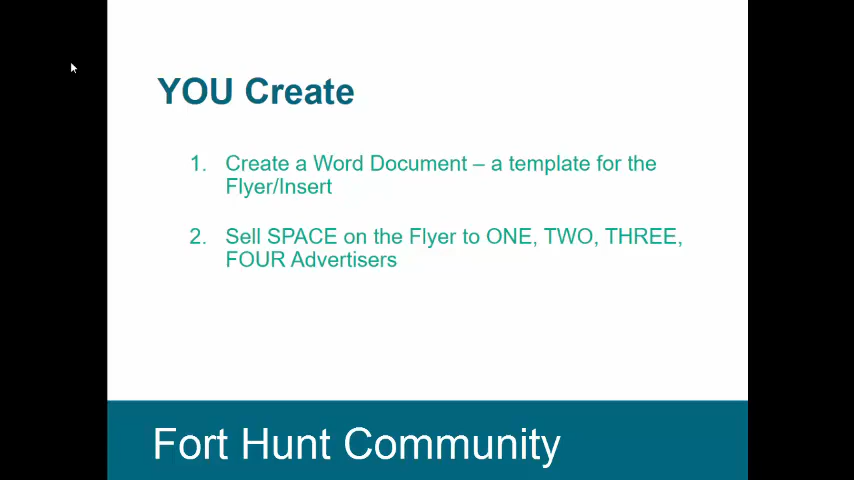 YOU Create
1. Create a Word Document – a template for the
Flyer/Insert
2. Sell SPACE on the Flyer to ONE, TWO, THREE,
FOUR Advertisers
Fort Hunt Community